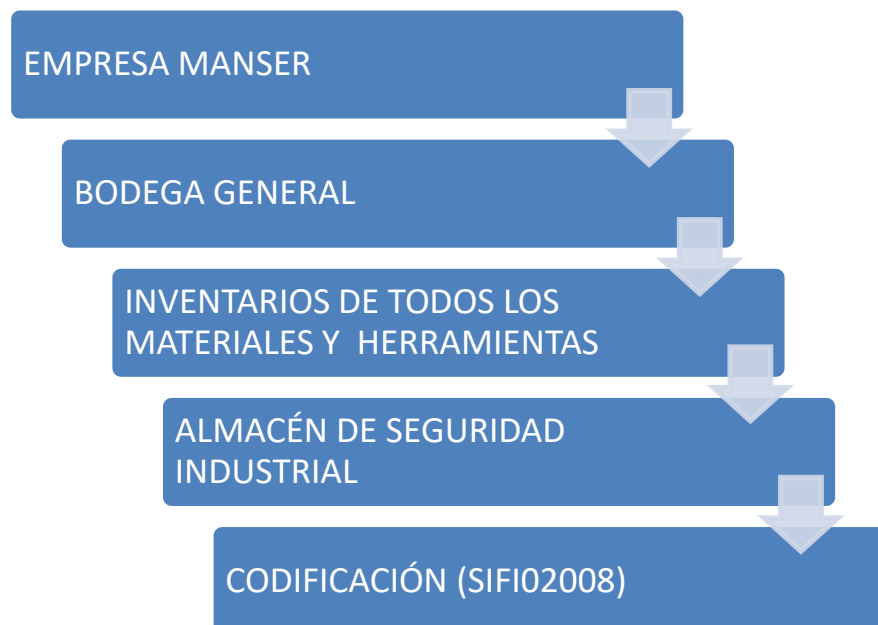 EMPRESA MANSER
BODEGA GENERAL
INVENTARIOS DE TODOS LOS
MATERIALES Y  HERRAMIENTAS
ALMACÉN DE SEGURIDAD
INDUSTRIAL
CODIFICACIÓN (SIFI02008)